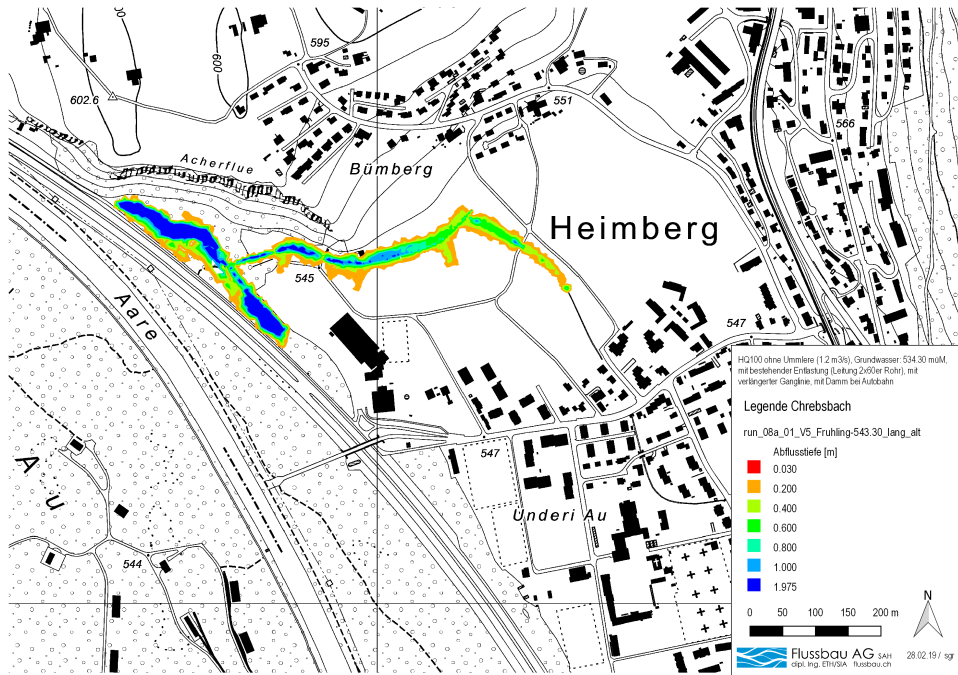 600
595
600
602.6
551
566
Acherflue
Bümberg
Heimberg
545
Aare
547
HQ100 ohne Ummlere (1.2 m3/s), Grundwasser: 534.30 müM,
mit bestehender Entlastung (Leitung 2x60er Rohr), mit
verlängerter Ganglinie, mit Damm bei Autobahn
Legende Chrebsbach
run_08a_01_V5_Fruhling-543.30_lang_alt
Abflusstiefe [m]
0.030
0.200
0.400
0.600
0.800
1.000
1.975
547
Au
Underi Au
544
N
0 50 100 150 200 m
Flussbau AG SAH
dipl. Ing. ETH/SIA flussbau.ch
28.02.19 / sgr